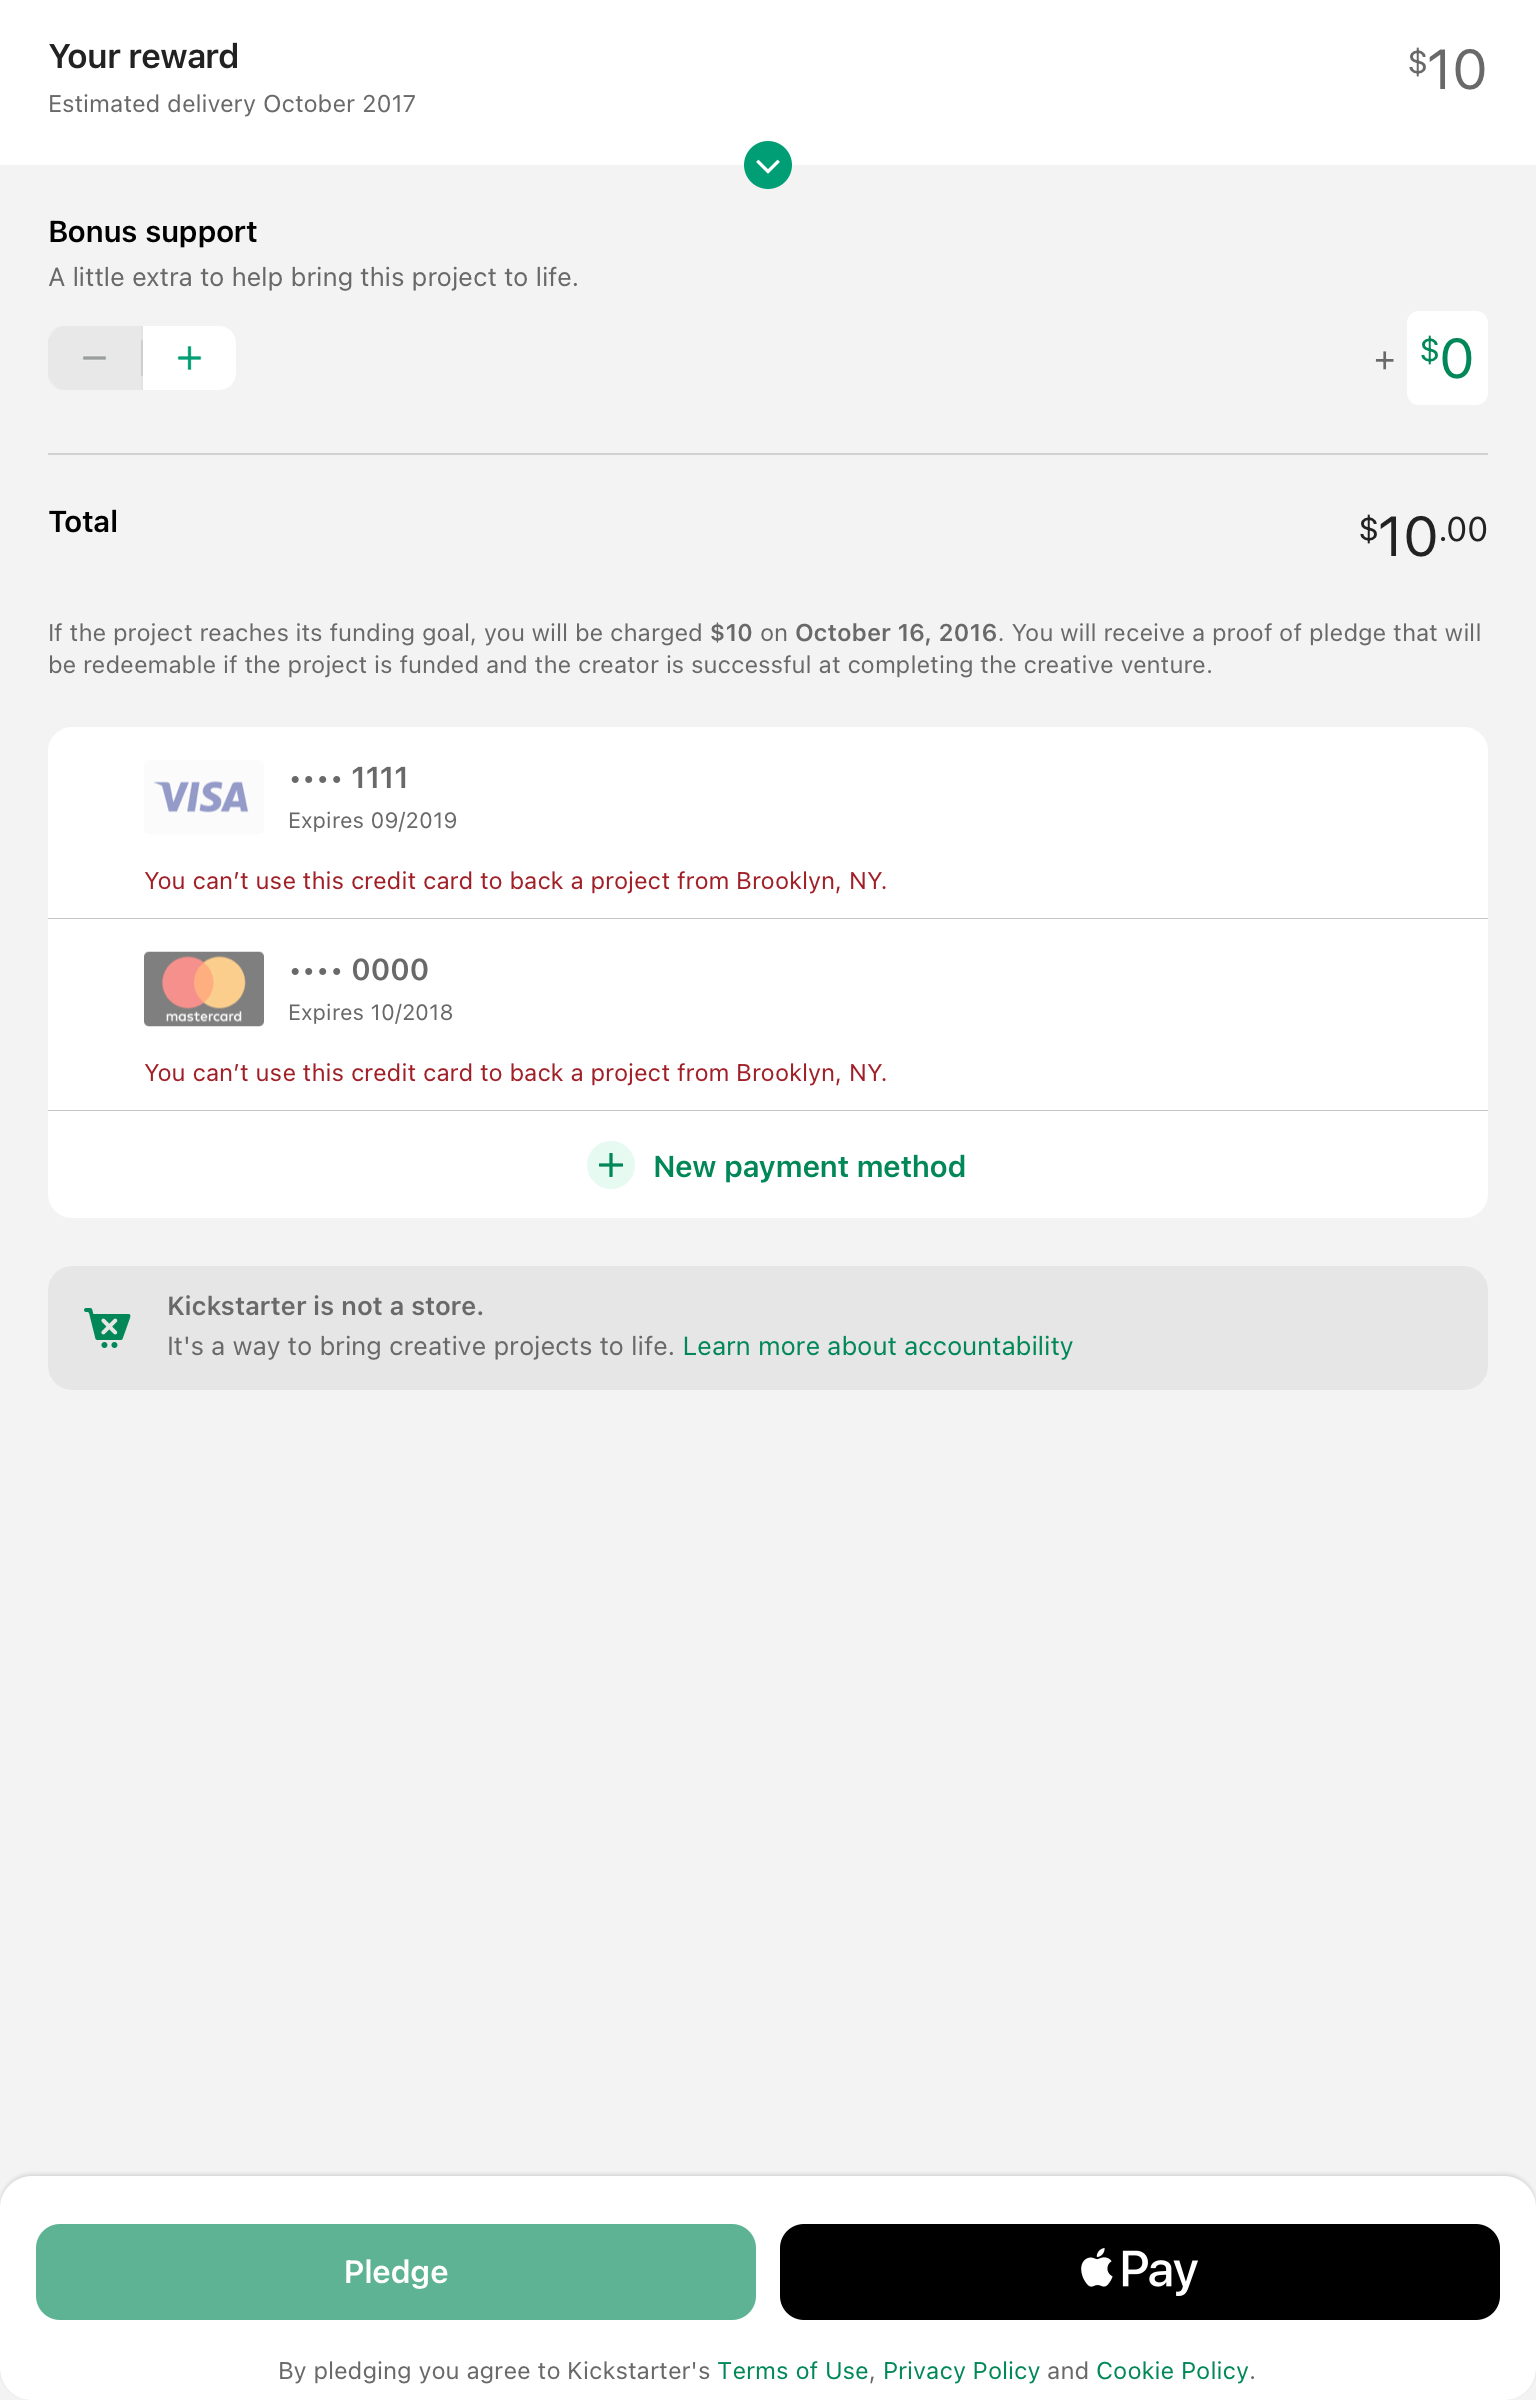 Your reward
$10
Estimated delivery October 2017
Bonus support
A little extra to help bring this project to life.
− +
+ $0
Total
$10.00
If the project reaches its funding goal, you will be charged $10 on October 16, 2016. You will receive a proof of pledge that will
be redeemable if the project is funded and the creator is successful at completing the creative venture.
VISA
•••• 1111
Expires 09/2019
You can’t use this credit card to back a project from Brooklyn, NY.
mastercard
•••• 0000
Expires 10/2018
You can’t use this credit card to back a project from Brooklyn, NY.
+ New payment method
Kickstarter is not a store.
It's a way to bring creative projects to life. Learn more about accountability
Pledge
Pay
By pledging you agree to Kickstarter's Terms of Use, Privacy Policy and Cookie Policy.